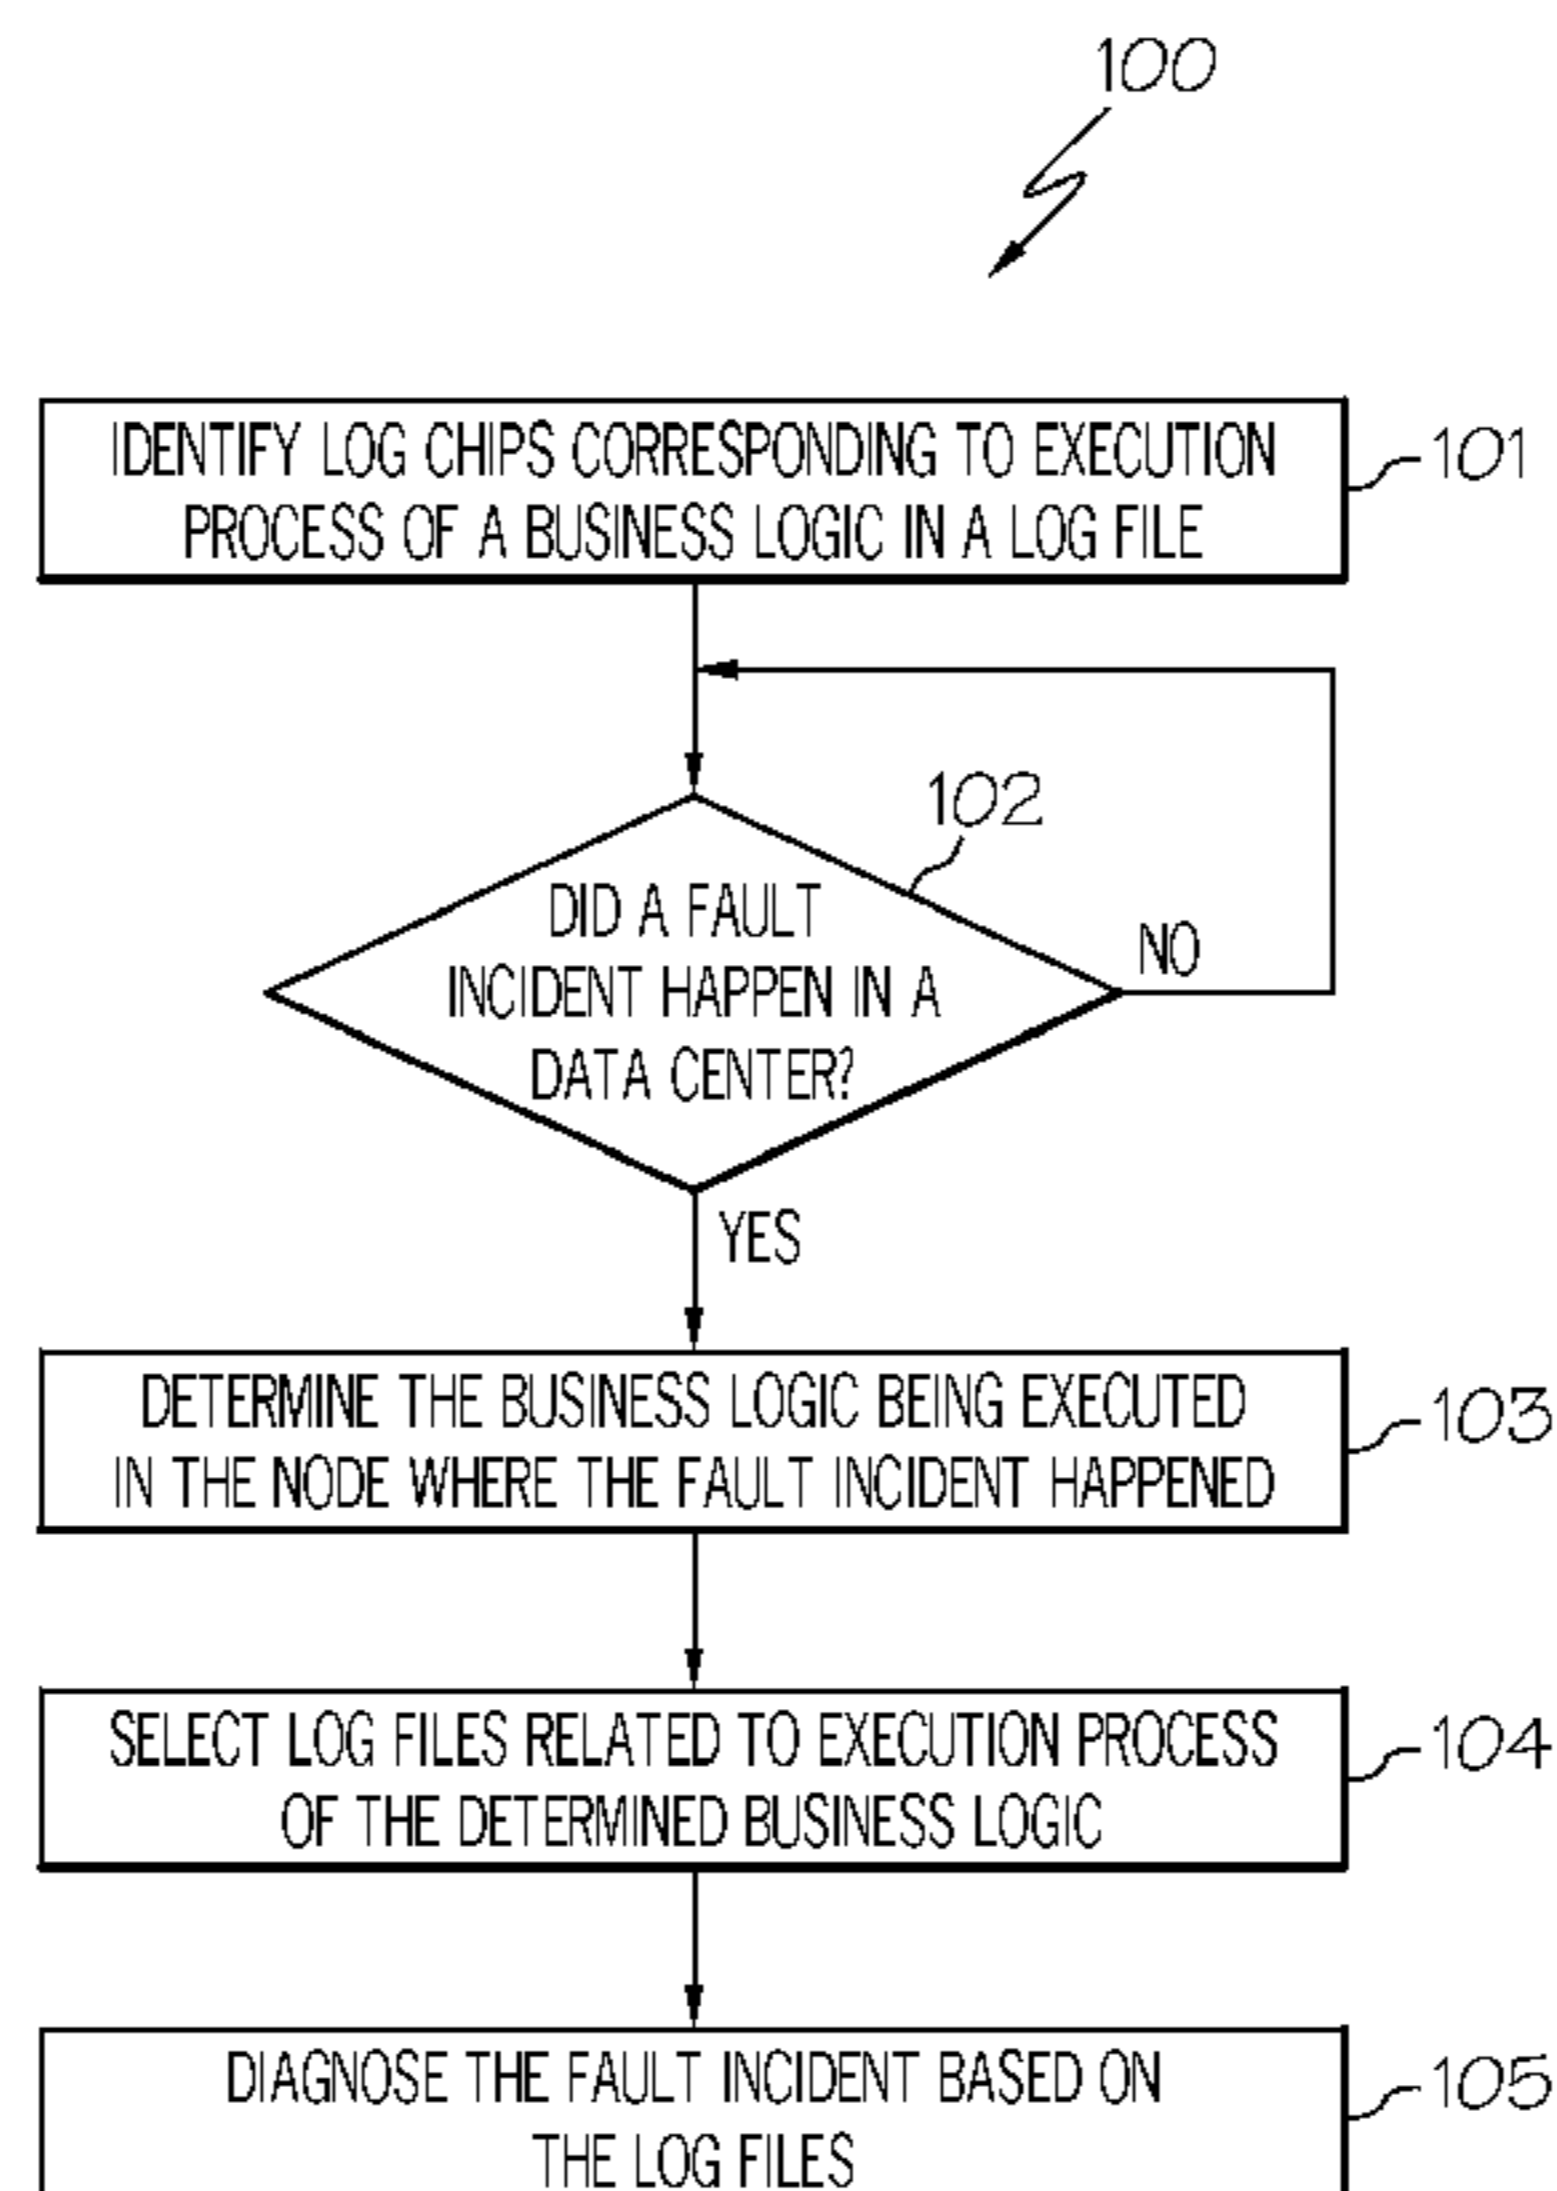 100
IDENTIFY LOG CHIPS CORRESPONDING TO EXECUTION
PROCESS OF A BUSINESS LOGIC IN A LOG FILE
101
102
DID A FAULT
INCIDENT HAPPEN IN A
DATA CENTER?
NO
YES
DETERMINE THE BUSINESS LOGIC BEING EXECUTED
IN THE NODE WHERE THE FAULT INCIDENT HAPPENED
103
SELECT LOG FILES RELATED TO EXECUTION PROCESS
OF THE DETERMINED BUSINESS LOGIC
104
DIAGNOSE THE FAULT INCIDENT BASED ON
THE LOG FILES
105